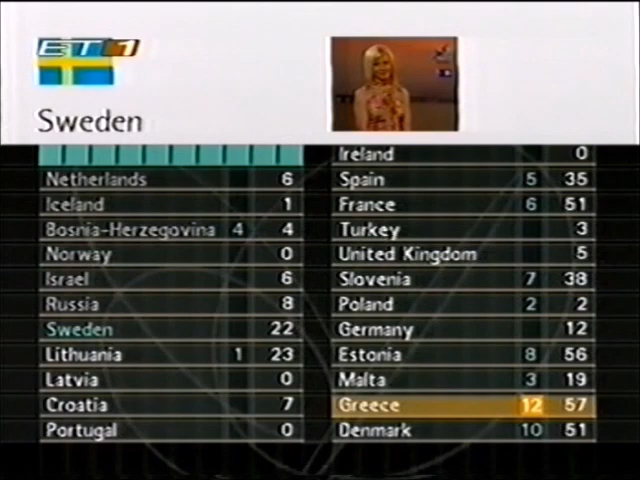 ET1
Sweden
Netherlands 6
Iceland 1
Bosnia-Herzegovina 4 4
Norway 0
Israel 6
Russia 8
Sweden 22
Lithuania 1 23
Latvia 0
Croatia 7
Portugal 0
Ireland 0
Spain 5 35
France 6 51
Turkey 3
United Kingdom 5
Slovenia 7 38
Poland 2 2
Germany 12
Estonia 8 56
Malta 3 19
Greece 12 57
Denmark 10 51